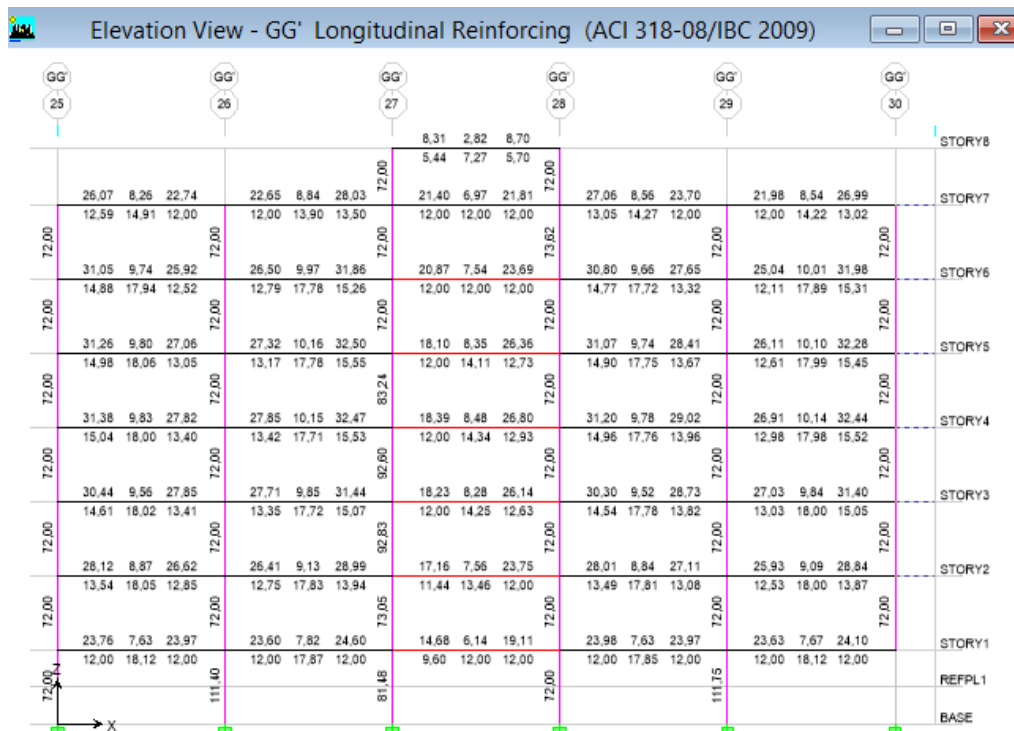 Elevation View - GG' Longitudinal Reinforcing (ACI 318-08/IBC 2009)
GG' GG' GG' GG' GG' GG'
25 26 27 28 29 30
8,31 2,82 8,70
STORY8
5,44 7,27 5,70
72,00 72,00
26,07 8,26 22,74 22,65 8,84 28,03 21,40 6,97 21,81 27,06 8,56 23,70 21,98 8,54 26,99
STORY7
12,59 14,91 12,00 12,00 13,90 13,50 12,00 12,00 12,00 13,05 14,27 12,00 12,00 14,22 13,02
72,00 72,00 72,00 73,62 72,00 72,00
31,05 9,74 25,92 26,50 9,97 31,86 20,87 7,54 23,69 30,80 9,66 27,65 25,04 10,01 31,98
STORY6
14,88 17,94 12,52 12,79 17,78 15,26 12,00 12,00 12,00 14,77 17,72 13,32 12,11 17,89 15,31
72,00 72,00 72,00 72,00 72,00 72,00
31,26 9,80 27,06 27,32 10,16 32,50 18,10 8,35 26,36 31,07 9,74 28,41 26,11 10,10 32,28
STORY5
14,98 18,06 13,05 13,17 17,78 15,55 12,00 14,11 12,73 14,90 17,75 13,67 12,61 17,99 15,45
72,00 72,00 83,24 72,00 72,00 72,00
31,38 9,83 27,82 27,85 10,15 32,47 18,39 8,48 26,80 31,20 9,78 29,02 26,91 10,14 32,44
STORY4
15,04 18,00 13,40 13,42 17,71 15,53 12,00 14,34 12,93 14,96 17,76 13,96 12,98 17,98 15,52
72,00 72,00 92,60 72,00 72,00 72,00
30,44 9,56 27,85 27,71 9,85 31,44 18,23 8,28 26,14 30,30 9,52 28,73 27,03 9,84 31,40
STORY3
14,61 18,02 13,41 13,35 17,72 15,07 12,00 14,25 12,63 14,54 17,78 13,82 13,03 18,00 15,05
72,00 72,00 92,83 72,00 72,00 72,00
28,12 8,87 26,62 26,41 9,13 28,99 17,16 7,56 23,75 28,01 8,84 27,11 25,93 9,09 28,84
STORY2
13,54 18,05 12,85 12,75 17,83 13,94 11,44 13,46 12,00 13,49 17,81 13,08 12,53 18,00 13,87
72,00 72,00 73,05 72,00 72,00 72,00
23,76 7,63 23,97 23,60 7,82 24,60 14,68 6,14 19,11 23,98 7,63 23,97 23,63 7,67 24,10
STORY1
12,00 18,12 12,00 12,00 17,87 12,00 9,60 12,00 12,00 12,00 17,85 12,00 12,00 18,12 12,00
72,00 111,40 81,48 72,00 111,75
Z
REFPL1
X
BASE